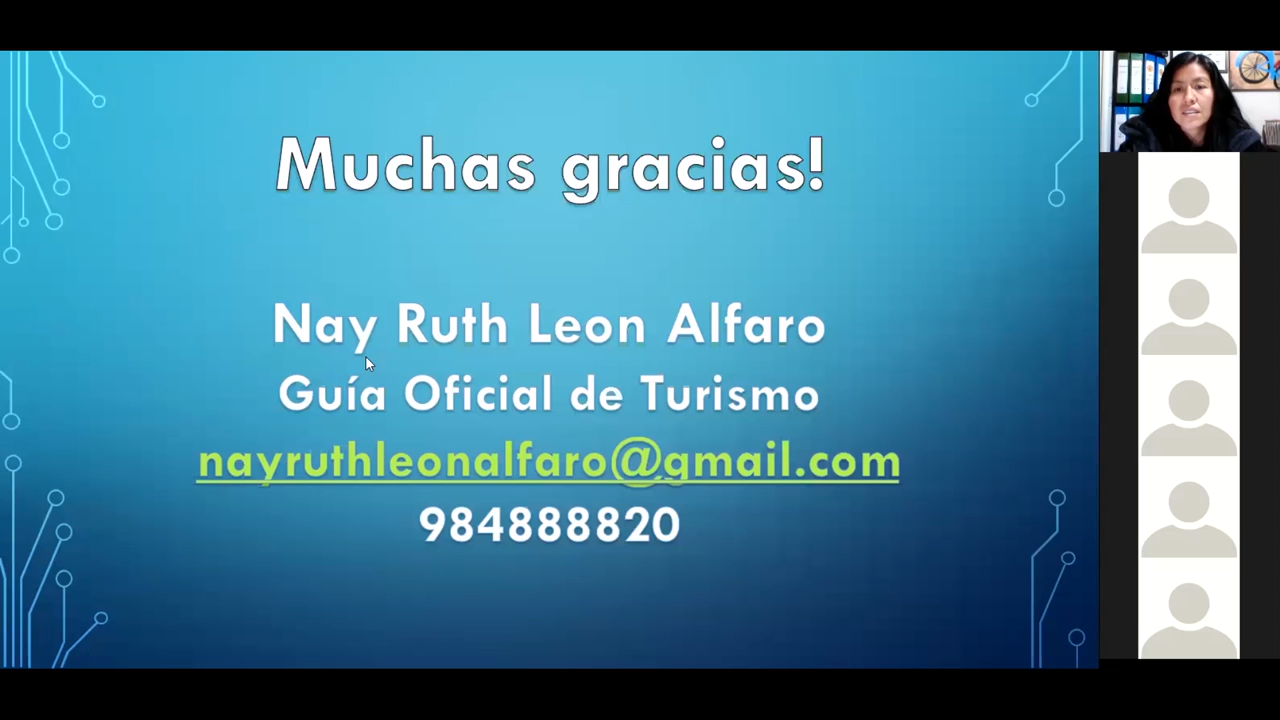 Muchas gracias!
Nay Ruth Leon Alfaro
Guía Oficial de Turismo
nayruthleonalfaro@gmail.com
984888820